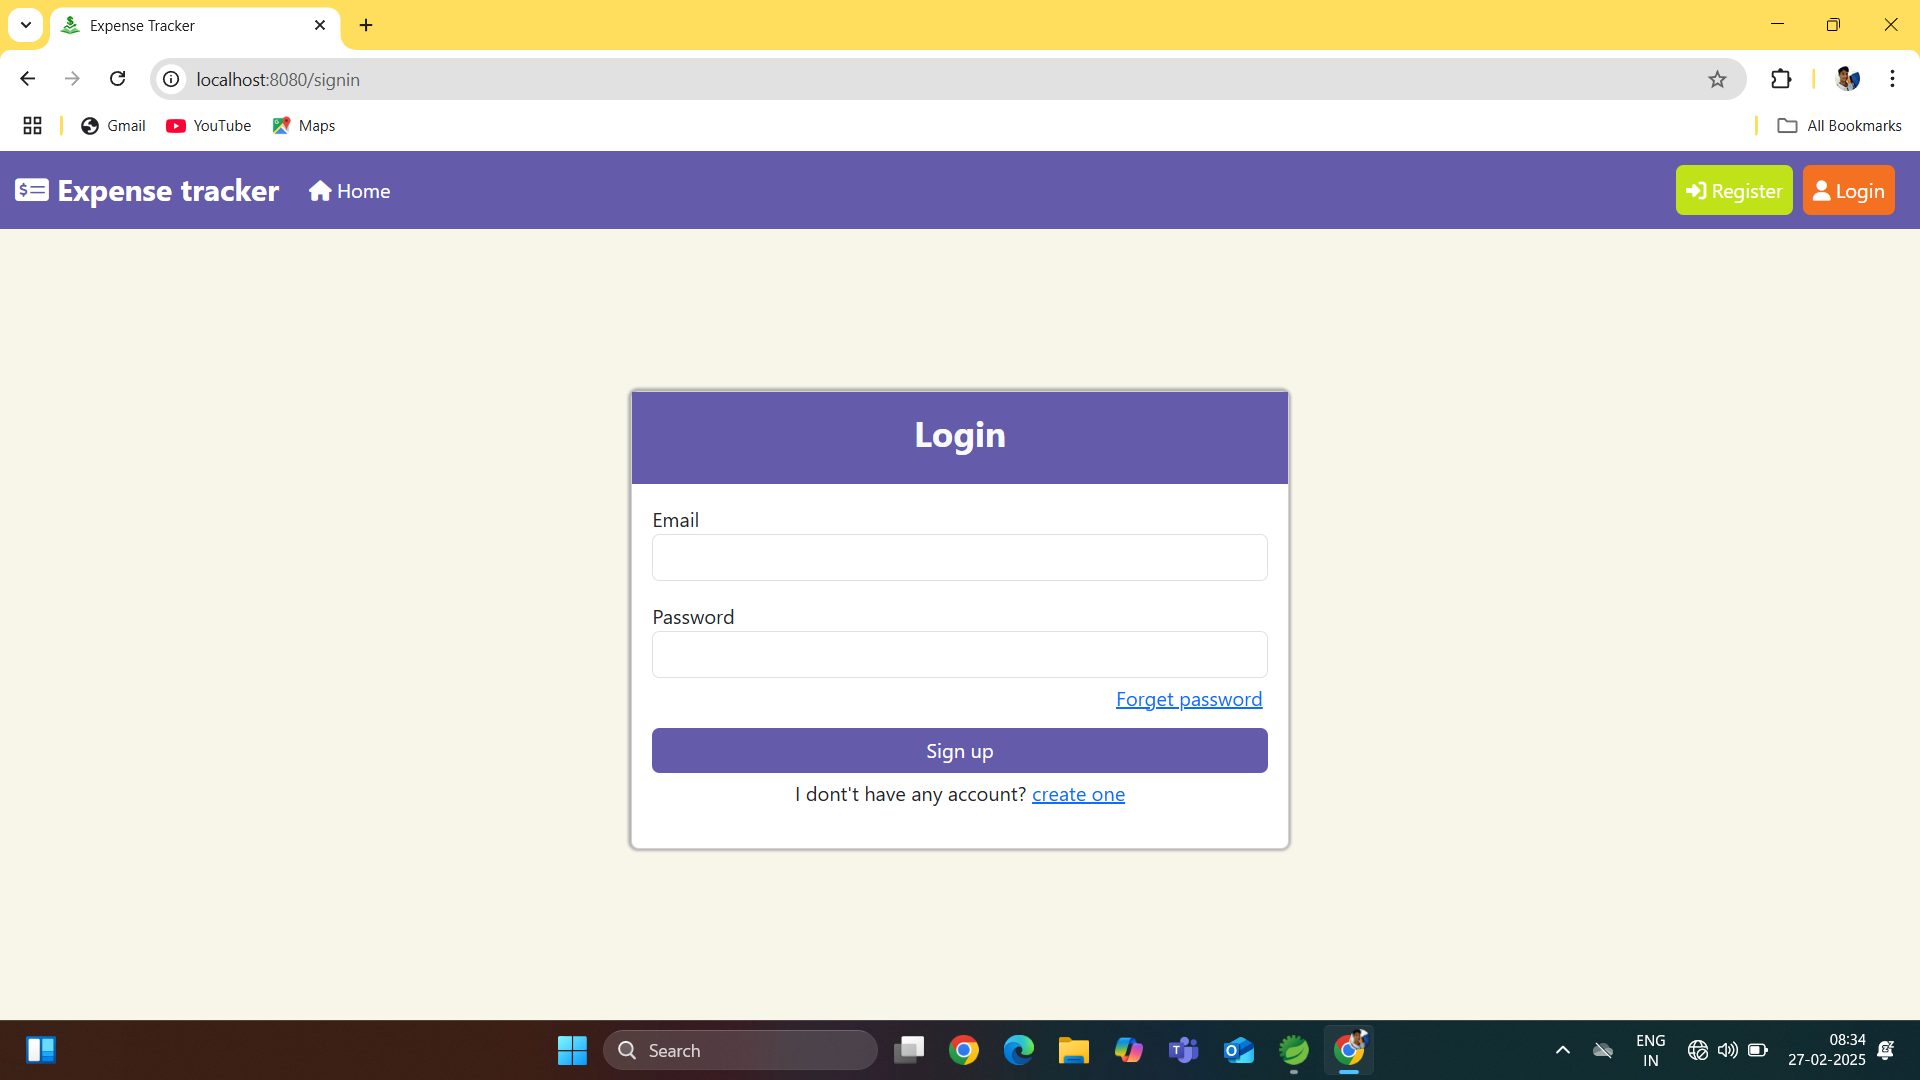 Expense Tracker
localhost:8080/signin
Gmail
YouTube
Maps
All Bookmarks
Expense tracker
Home
Register
Login
Login
Email
Password
Forget password
Sign up
I dont't have any account? create one
Search
ENG
IN
08:34
27-02-2025